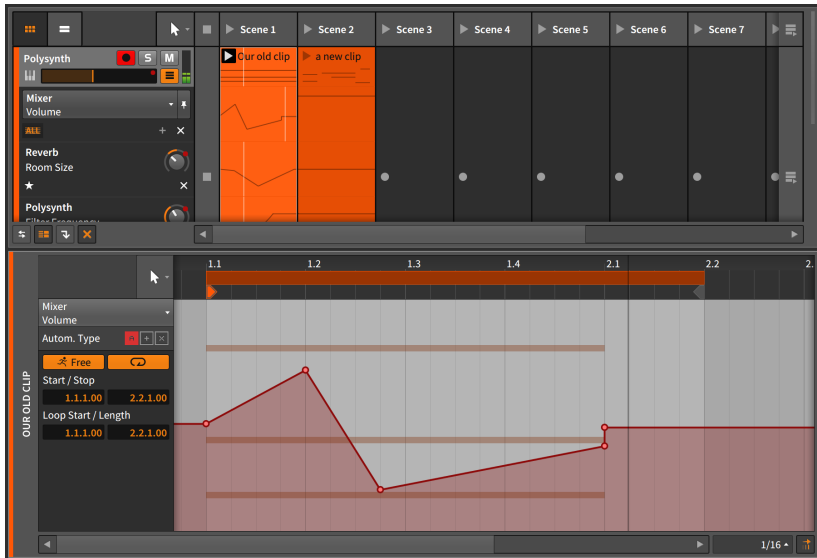 Scene 1
Scene 2
Scene 3
Scene 4
Scene 5
Scene 6
Scene 7
Polysynth
S
M
Our old clip
a new clip
Mixer
Volume
ALL
Reverb
Room Size
Polysynth
Filter Frequency
1.1
1.2
1.3
1.4
2.1
2.2
2.
Mixer
Volume
Autom. Type
A
Free
Start / Stop
1.1.1.00
2.2.1.00
Loop Start / Length
1.1.1.00
2.2.1.00
OUR OLD CLIP
1/16